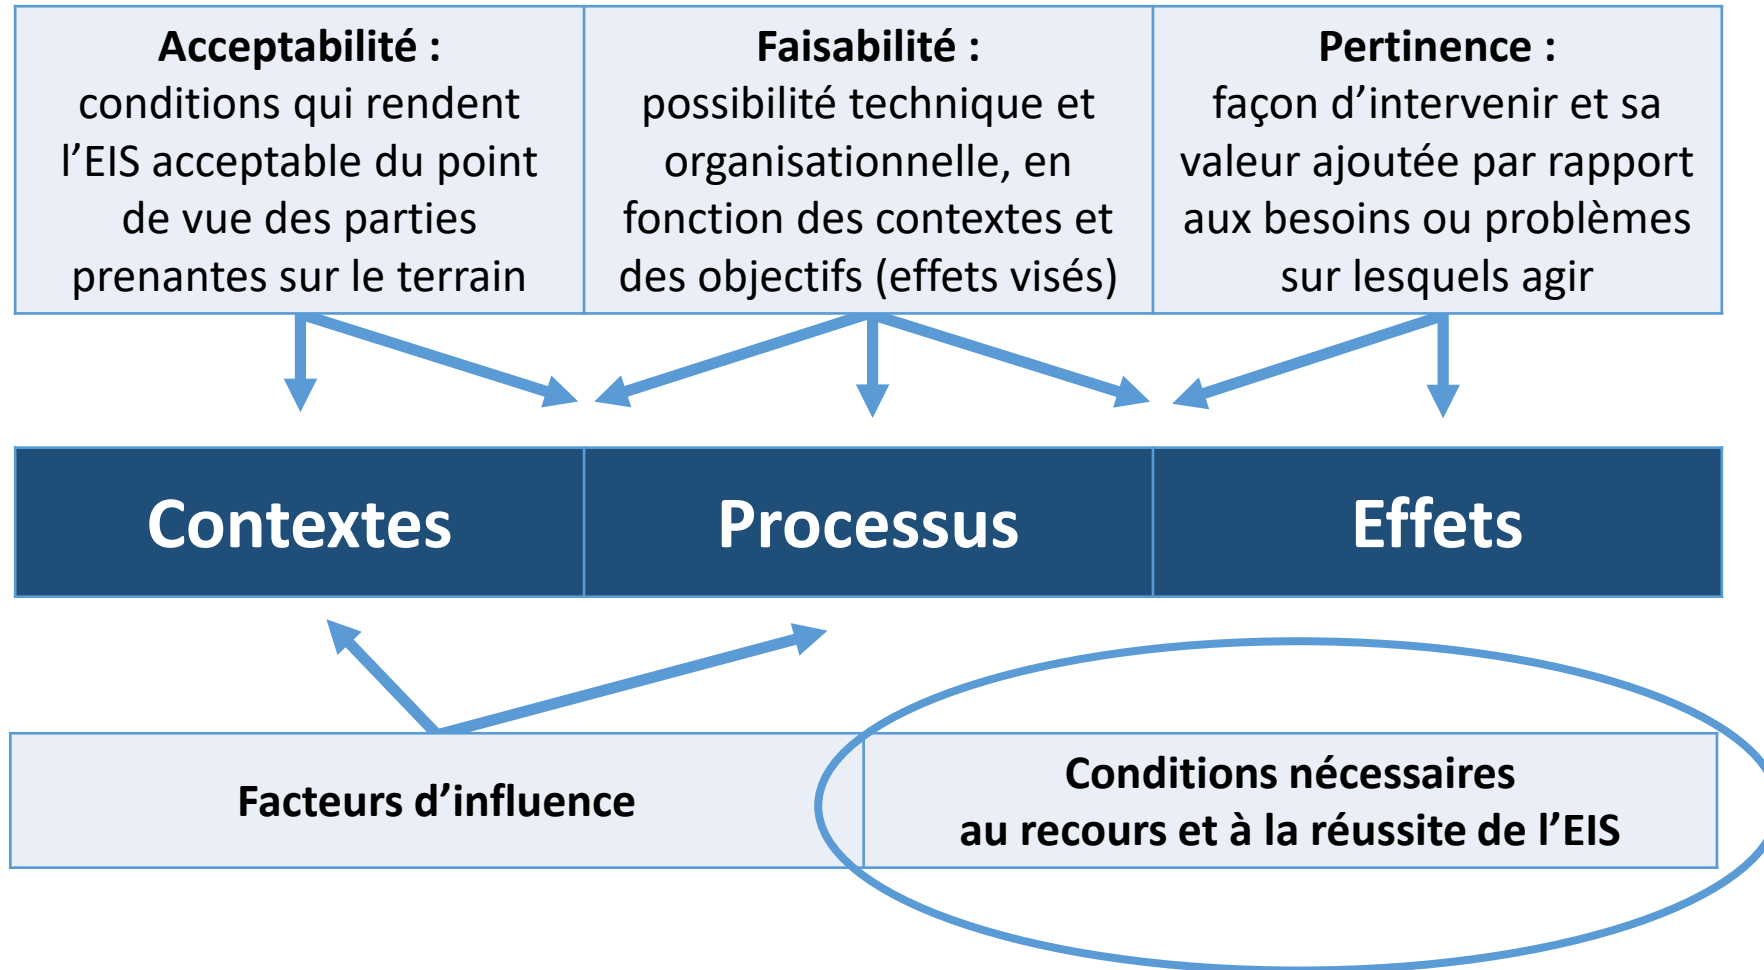 Acceptabilité :
conditions qui rendent
l’EIS acceptable du point
de vue des parties
prenantes sur le terrain
Faisabilité :
possibilité technique et
organisationnelle, en
fonction des contextes et
des objectifs (effets visés)
Pertinence :
façon d’intervenir et sa
valeur ajoutée par rapport
aux besoins ou problèmes
sur lesquels agir
Contextes
Processus
Effets
Facteurs d’influence
Conditions nécessaires
au recours et à la réussite de l’EIS